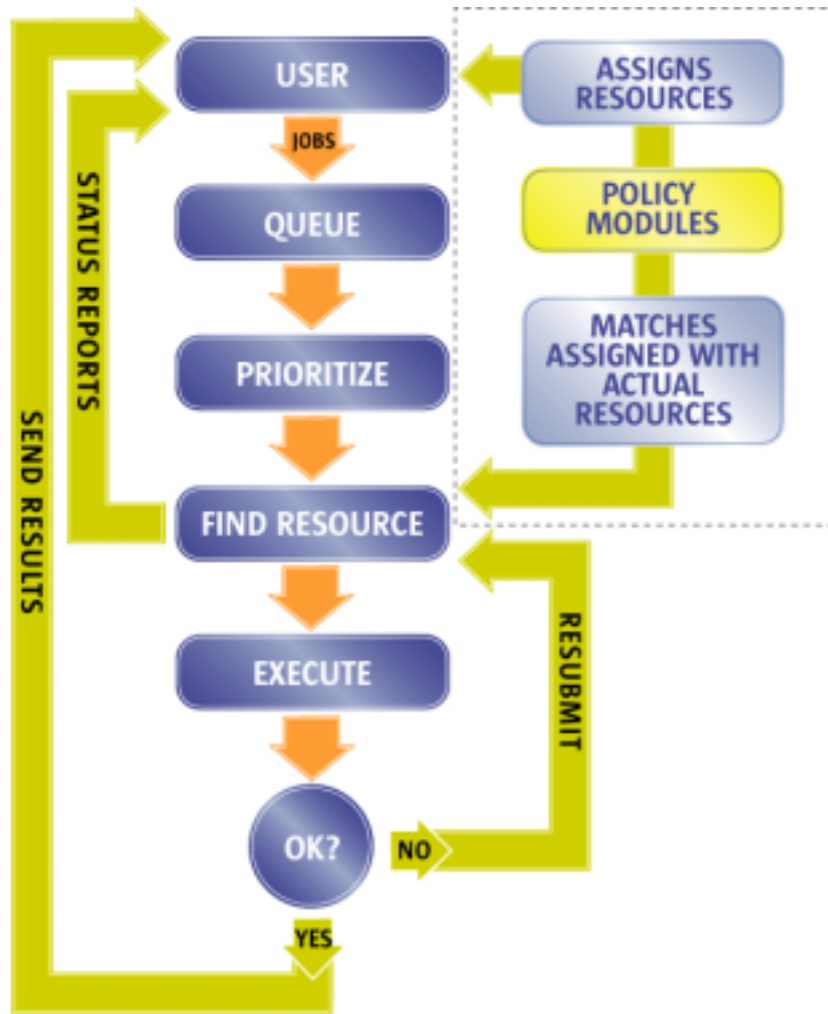 USER
JOBS
QUEUE
PRIORITIZE
FIND RESOURCE
EXECUTE
OK?
NO
YES
RESUBMIT
STATUS REPORTS
SEND RESULTS
ASSIGNS
RESOURCES
POLICY
MODULES
MATCHES
ASSIGNED WITH
ACTUAL
RESOURCES